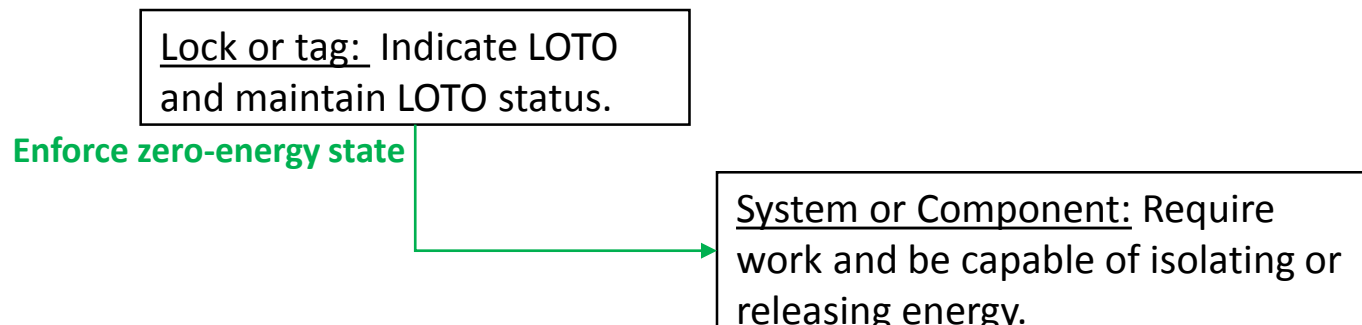 Lock or tag: Indicate LOTO
and maintain LOTO status.
Enforce zero-energy state
System or Component: Require
work and be capable of isolating or
releasing energy.